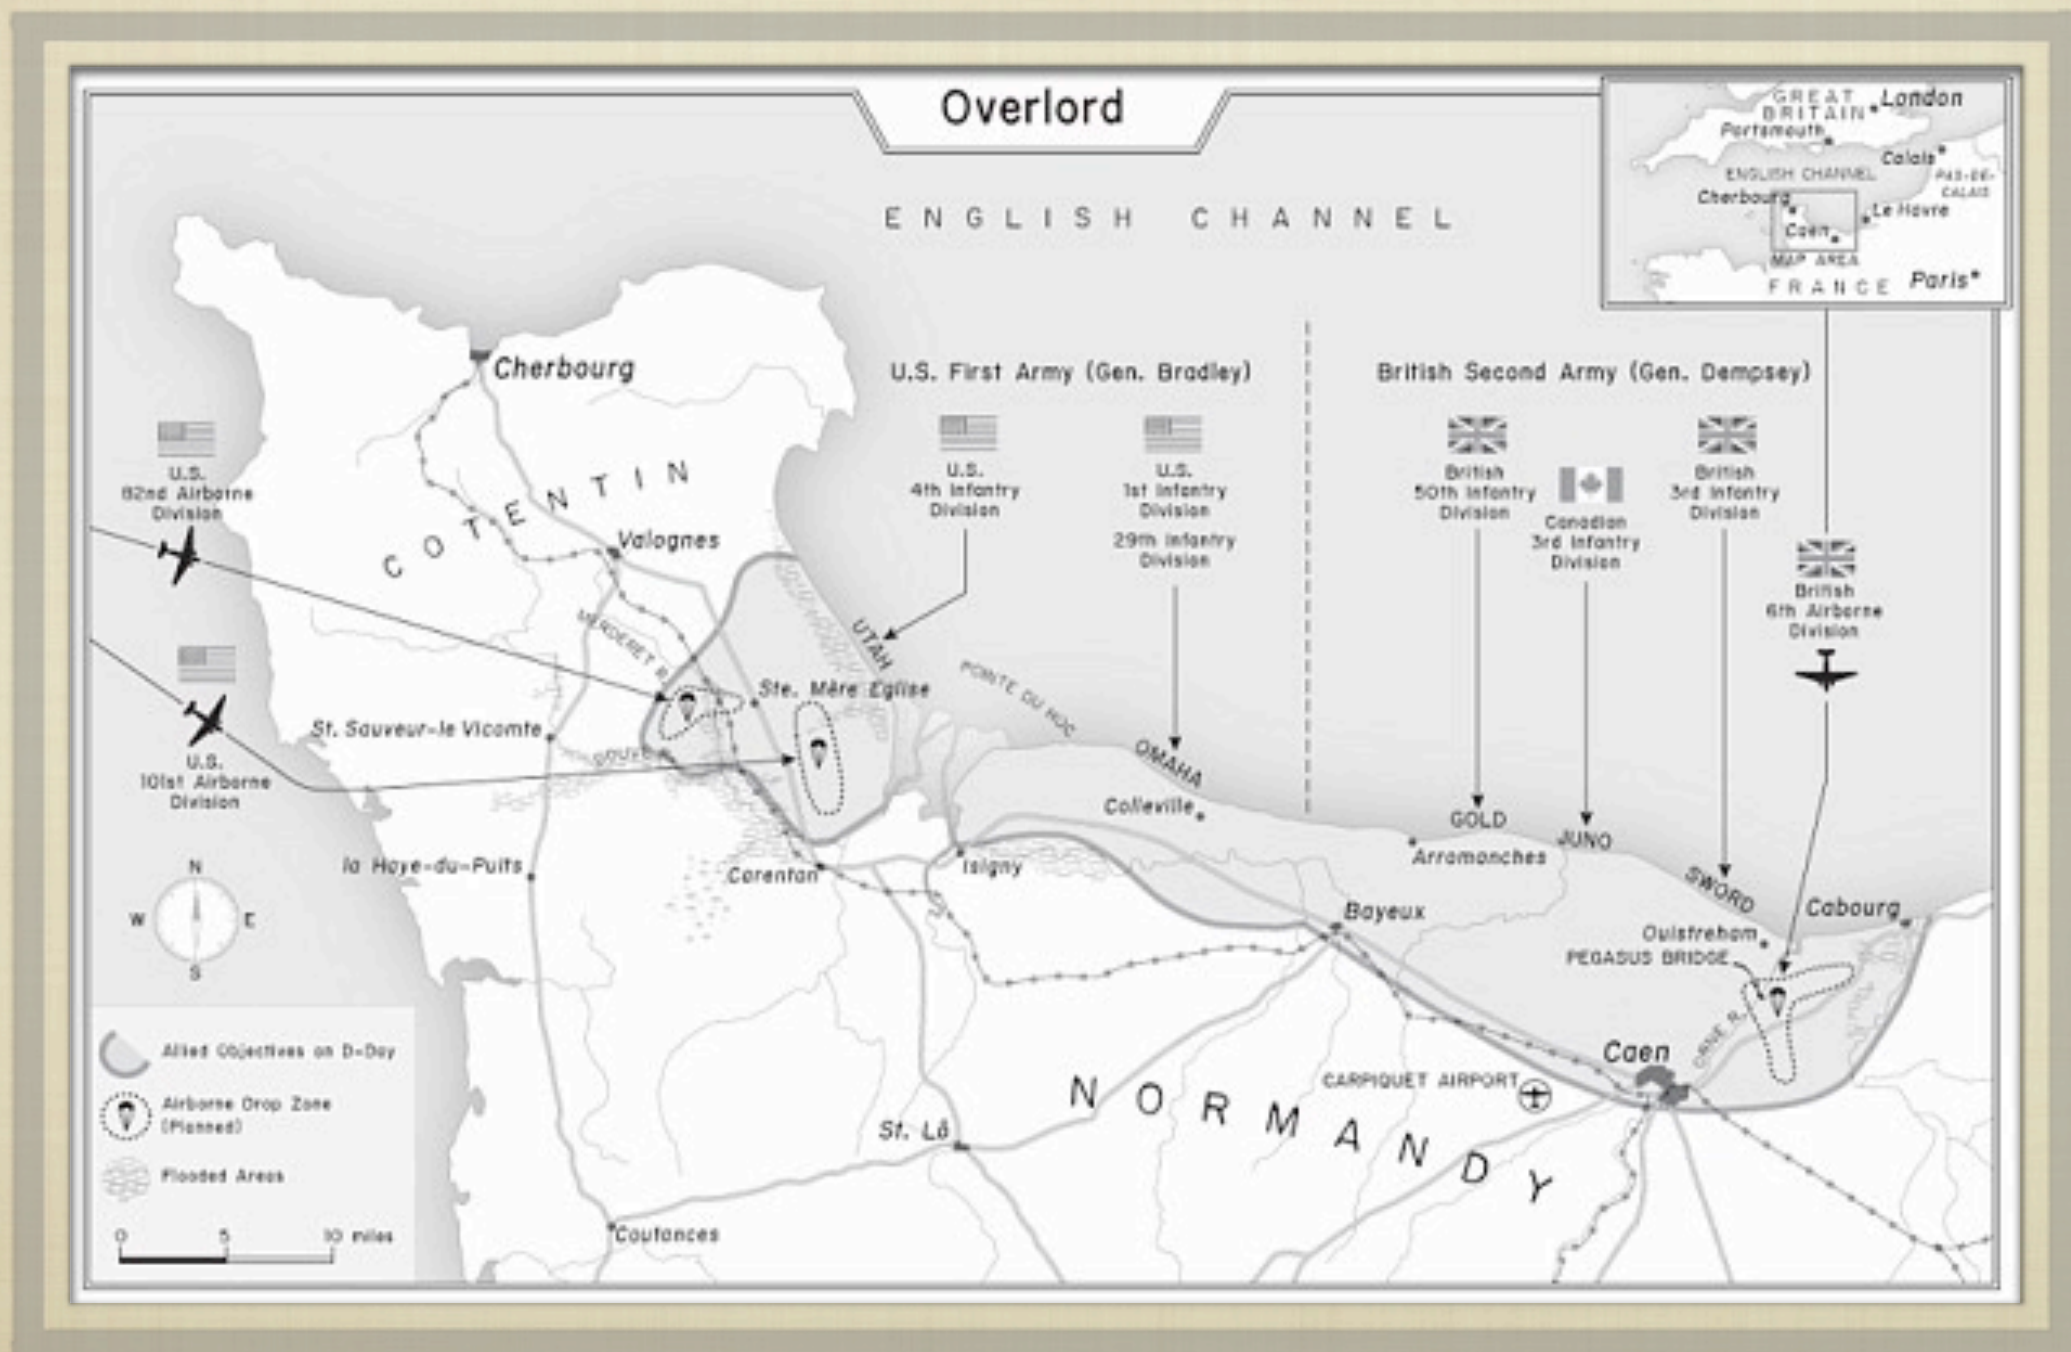 Overlord
GREAT
BRITAIN
London
Portsmouth
Calais
ENGLISH CHANNEL
PAS-DE-
CALAIS
Cherbourg
Le Havre
Caen
MAP AREA
FRANCE
Paris
ENGLISH CHANNEL
U.S. First Army (Gen. Bradley)
British Second Army (Gen. Dempsey)
U.S.
82nd Airborne
Division
U.S.
4th Infantry
Division
U.S.
1st Infantry
Division
29th Infantry
Division
British
50th Infantry
Division
Canadian
3rd Infantry
Division
British
3rd Infantry
Division
British
6th Airborne
Division
U.S.
101st Airborne
Division
Cherbourg
COTENTIN
Valognes
MERDERET R.
UTAH
Ste. Mère Eglise
POINTE DU HOC
St. Sauveur-le Vicomte
DOUVE R.
OMAHA
Colleville
GOLD
JUNO
Arromanches
SWORD
la Haye-du-Puits
Carentan
Isigny
Bayeux
Cabourg
Ouistreham
PEGASUS BRIDGE
ORNE R.
Caen
CARPIQUET AIRPORT
NORMANDY
St. Lô
Coutances
N
W
E
S
Allied Objectives on D-Day
Airborne Drop Zone
(Planned)
Flooded Areas
0 5 10 miles